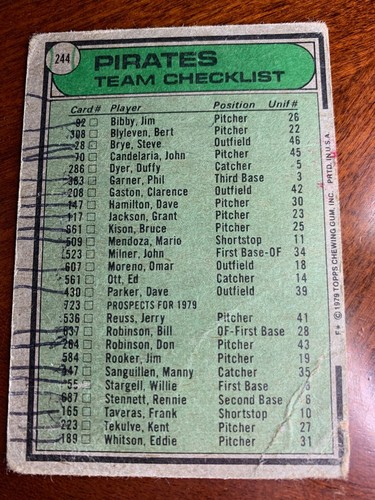 244
PIRATES
TEAM CHECKLIST
Card # Player Position Unif #
92 Bibby, Jim Pitcher 26
308 Blyleven, Bert Pitcher 22
28 Brye, Steve Outfield 46
70 Candelaria, John Pitcher 45
286 Dyer, Duffy Catcher 5
Garner, Phil Third Base 3
208 Gaston, Clarence Outfield 42
147 Hamilton, Dave Pitcher 30
117 Jackson, Grant Pitcher 23
661 Kison, Bruce Pitcher 25
509 Mendoza, Mario Shortstop 11
523 Milner, John First Base-OF 34
607 Moreno, Omar Outfield 18
561 Ott, Ed Catcher 14
430 Parker, Dave Outfield 39
723 PROSPECTS FOR 1979
536 Reuss, Jerry Pitcher 41
637 Robinson, Bill OF-First Base 28
264 Robinson, Don Pitcher 43
584 Rooker, Jim Pitcher 19
447 Sanguillen, Manny Catcher 35
55 Stargell, Willie First Base
687 Stennett, Rennie Second Base 6
165 Taveras, Frank Shortstop 10
223 Tekulve, Kent Pitcher 27
189 Whitson, Eddie Pitcher 31
F* © 1979 TOPPS CHEWING GUM, INC. PRTD. IN U.S.A.